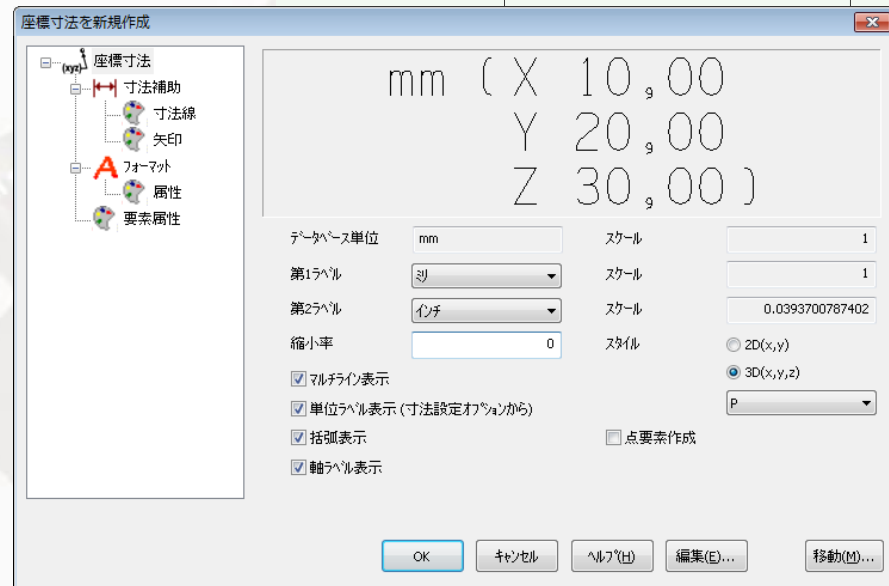 座標寸法を新規作成
座標寸法
(xyz)
寸法補助
寸法線
矢印
フォーマット
属性
要素属性
mm ( X 10,00
Y 20,00
Z 30,00 )
データベース単位 mm スケール 1
第1ラベル ミリ スケール 1
第2ラベル インチ スケール 0.0393700787402
縮小率 0 スタイル 2D(x,y)
3D(x,y,z)
マルチライン表示
P
単位ラベル表示(寸法設定オプションから)
括弧表示 点要素作成
軸ラベル表示
OK キャンセル ヘルプ(H) 編集(E)... 移動(M)...